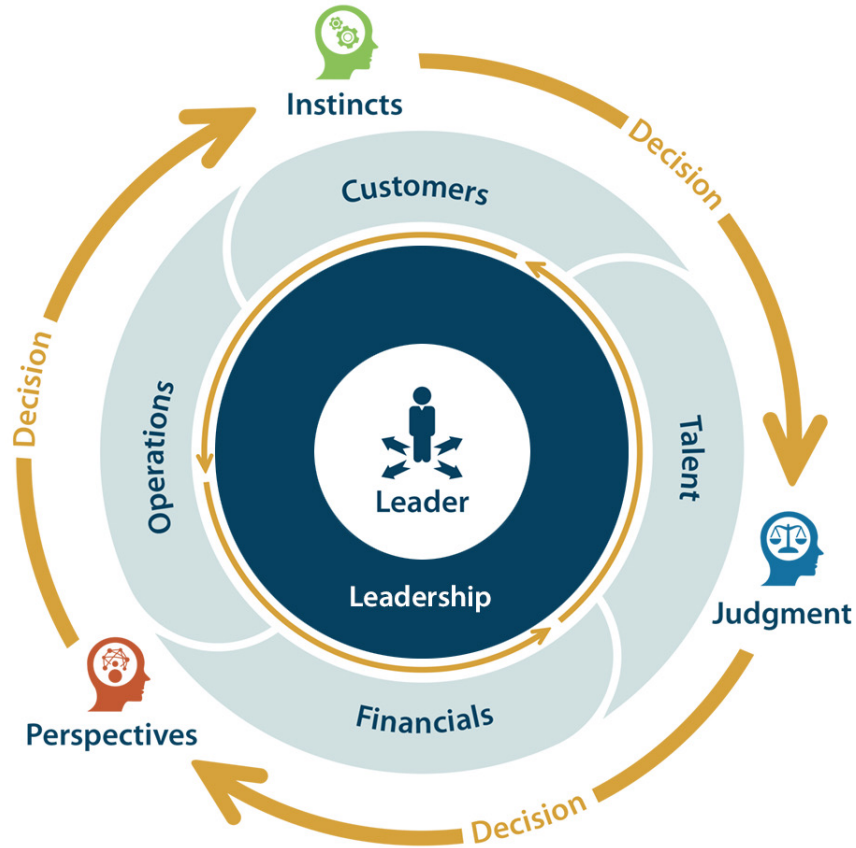 Instincts
Decision
Customers
Operations
Talent
Decision
Leader
Leadership
Judgment
Financials
Perspectives
Decision